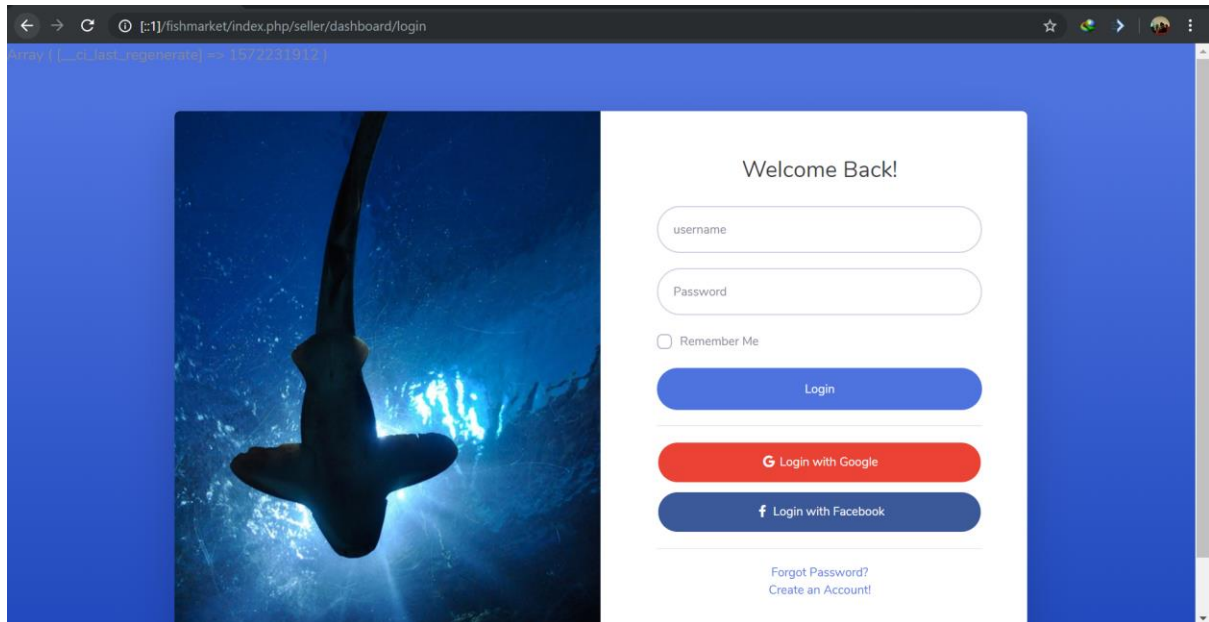 [::1]/fishmarket/index.php/seller/dashboard/login
Array ( [__ci_last_regenerate] => 1572231912 )
Welcome Back!
username
Password
Remember Me
Login
G Login with Google
f Login with Facebook
Forgot Password?
Create an Account!